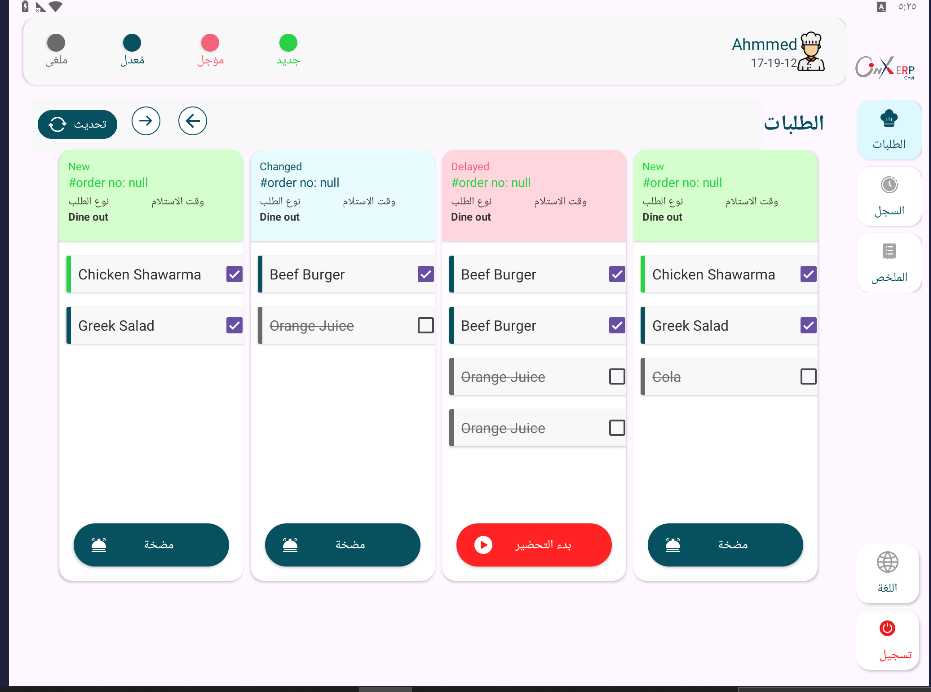 ٥:٢٥
A
Ahmmed
17-19-12
جديد
مؤجل
مُعدل
ملغى
OnX ERP
الطلبات
السجل
الملخص
اللغة
تسجيل
الطلبات
تحديث
New
#order no: null
نوع الطلب وقت الاستلام
Dine out
Chicken Shawarma
Greek Salad
مضخة
Changed
#order no: null
نوع الطلب وقت الاستلام
Dine out
Beef Burger
Orange Juice
مضخة
Delayed
#order no: null
نوع الطلب وقت الاستلام
Dine out
Beef Burger
Beef Burger
Orange Juice
Orange Juice
بدء التحضير
New
#order no: null
نوع الطلب وقت الاستلام
Dine out
Chicken Shawarma
Greek Salad
Cola
مضخة